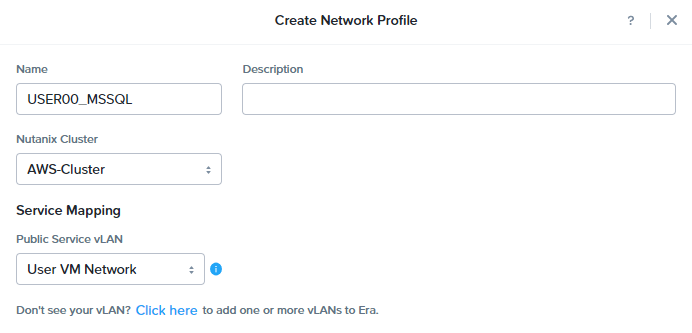 Create Network Profile
?
Name
Description
USER00_MSSQL
Nutanix Cluster
AWS-Cluster
Service Mapping
Public Service vLAN
User VM Network
i
Don't see your vLAN? Click here to add one or more vLANs to Era.